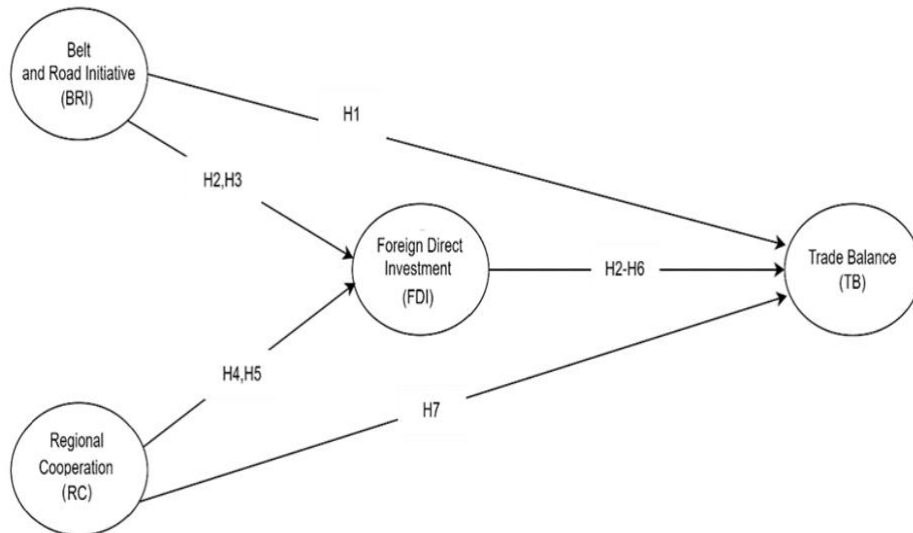 Belt
and Road Initiative
(BRI)
H1
H2,H3
Foreign Direct
Investment
(FDI)
H2-H6
Trade Balance
(TB)
H4,H5
H7
Regional
Cooperation
(RC)